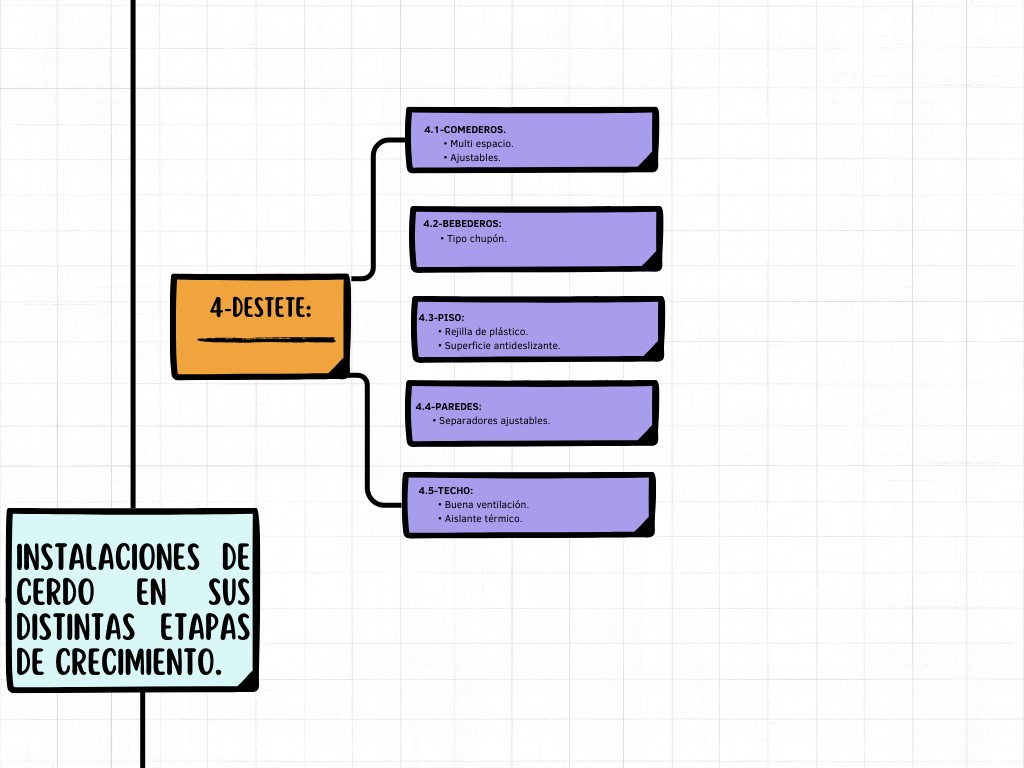 4.1-COMEDEROS.
• Multi espacio.
• Ajustables.
4.2-BEBEDEROS:
• Tipo chupón.
4-DESTETE:
4.3-PISO:
• Rejilla de plástico.
• Superficie antideslizante.
4.4-PAREDES:
• Separadores ajustables.
4.5-TECHO:
• Buena ventilación.
• Aislante térmico.
INSTALACIONES DE
CERDO EN SUS
DISTINTAS ETAPAS
DE CRECIMIENTO.